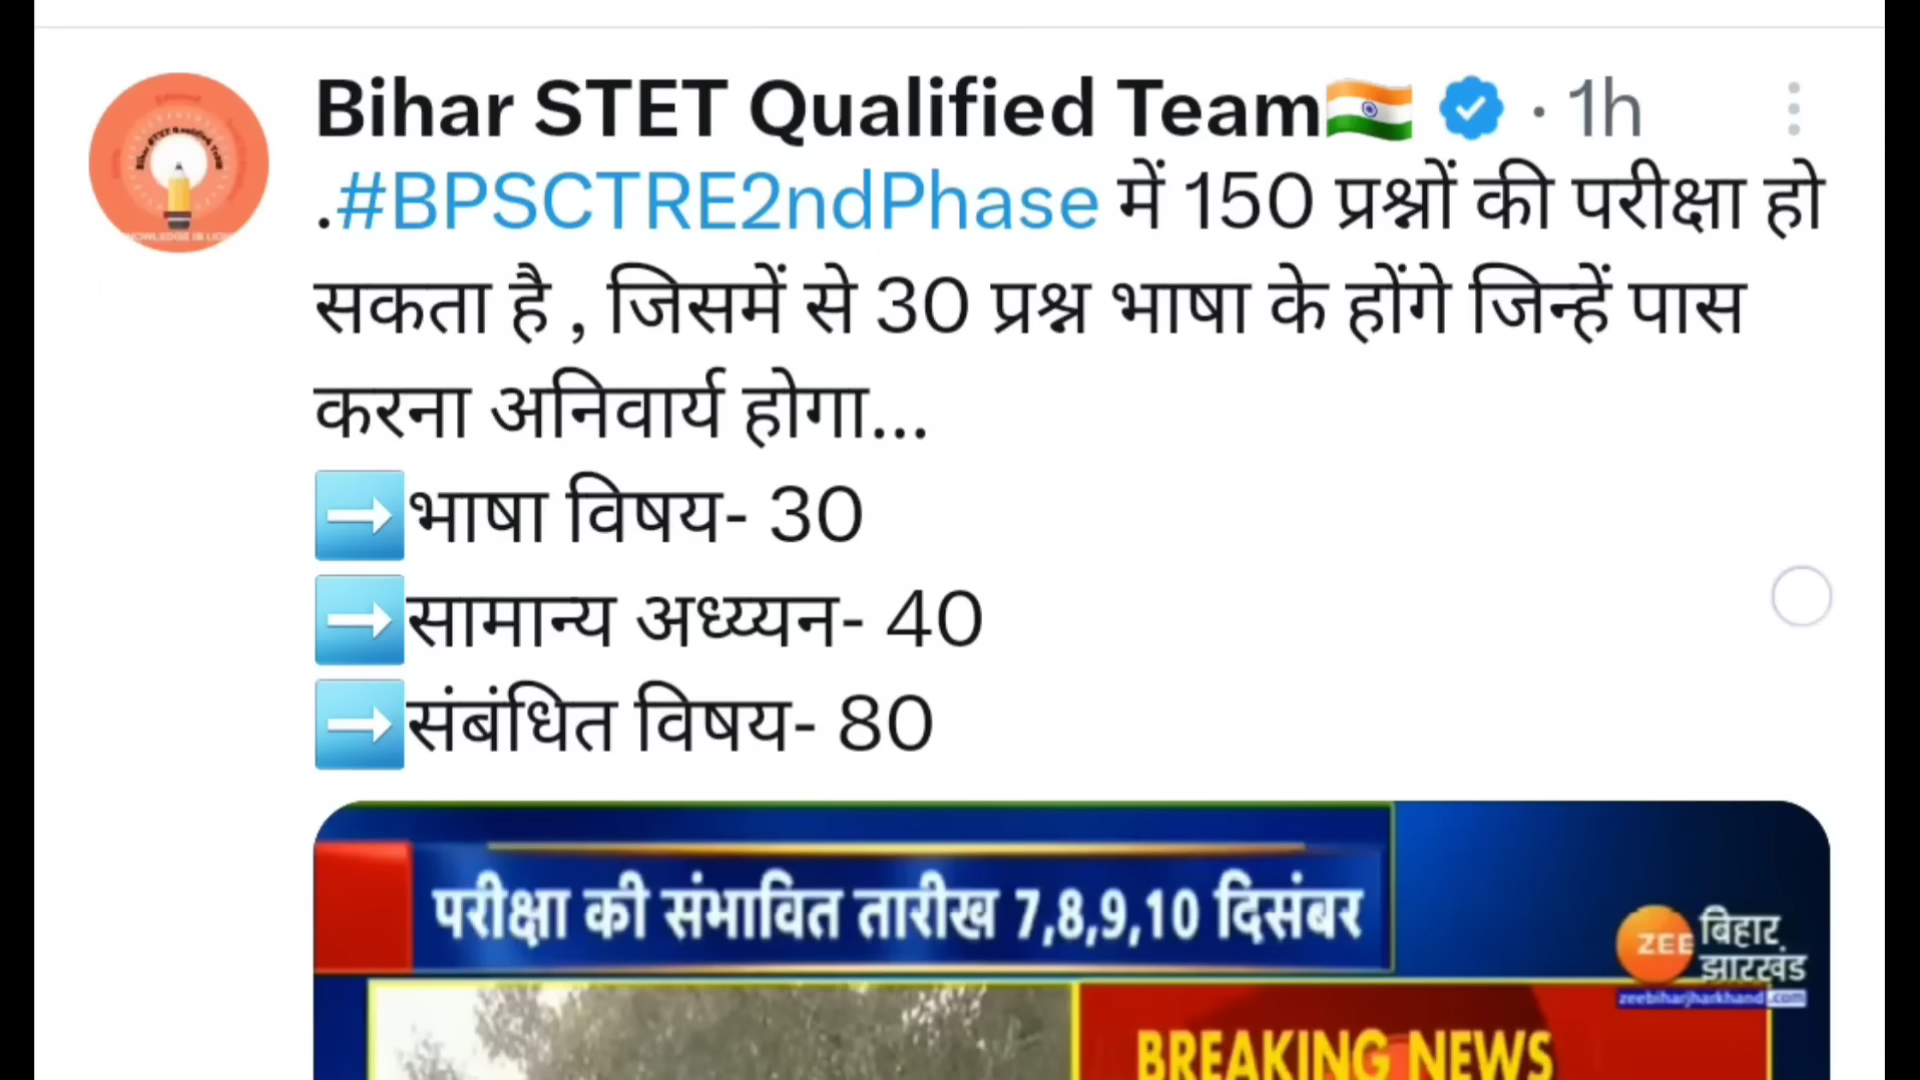 Bihar STET Qualified Team🇮🇳 · 1h
.#BPSCTRE2ndPhase में 150 प्रश्नों की परीक्षा हो
सकता है , जिसमें से 30 प्रश्न भाषा के होंगे जिन्हें पास
करना अनिवार्य होगा...
➡️भाषा विषय- 30
➡️सामान्य अध्य्यन- 40
➡️संबंधित विषय- 80
परीक्षा की संभावित तारीख 7,8,9,10 दिसंबर
ZEE बिहार झारखंड
zeebiharjharkhand.com
BREAKING NEWS